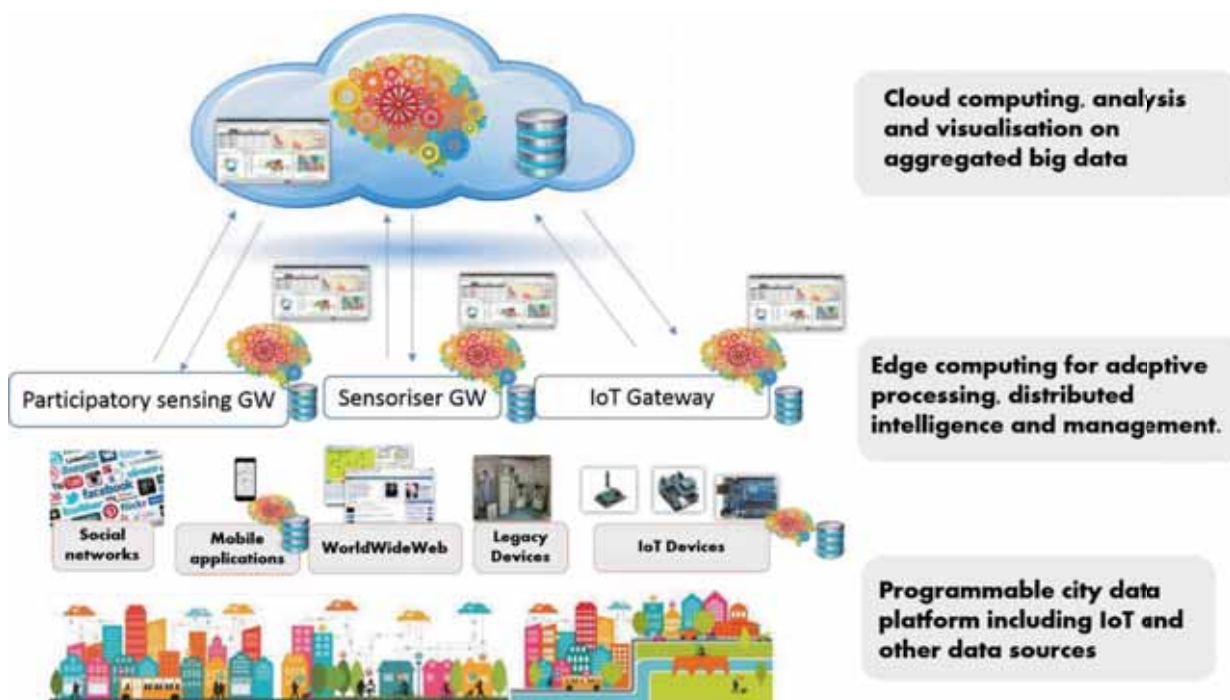 Cloud computing, analysis
and visualisation on
aggregated big data
Participatory sensing GW
Sensoriser GW
IoT Gateway
Edge computing for adaptive
processing, distributed
intelligence and management.
facebook
flickr
Social
networks
Mobile
applications
WorldWideWeb
Legacy
Devices
IoT Devices
Programmable city data
platform including IoT and
other data sources